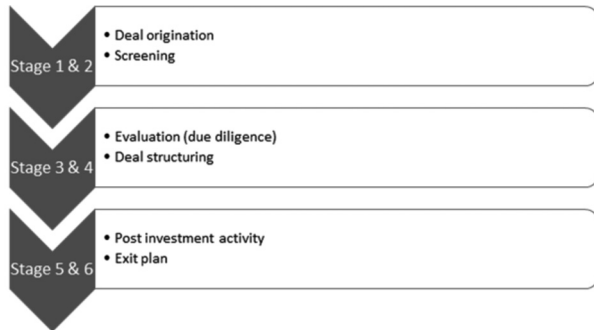 Stage 1 & 2
• Deal origination
• Screening
Stage 3 & 4
• Evaluation (due diligence)
• Deal structuring
Stage 5 & 6
• Post investment activity
• Exit plan